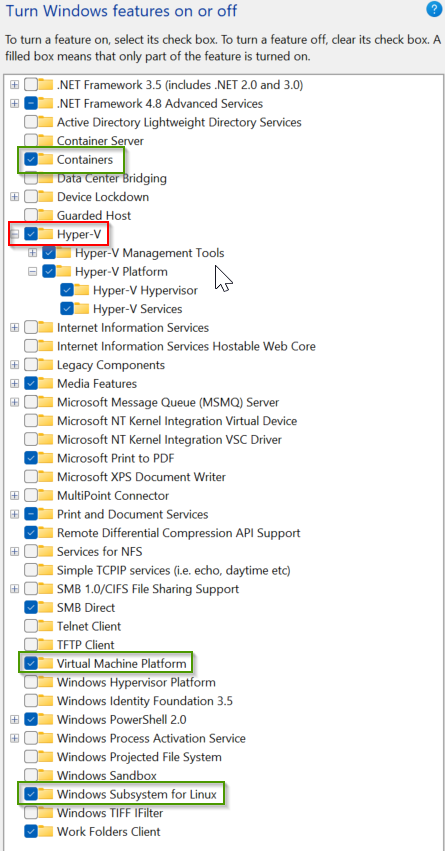 Turn Windows features on or off
?
To turn a feature on, select its check box. To turn a feature off, clear its check box. A
filled box means that only part of the feature is turned on.
.NET Framework 3.5 (includes .NET 2.0 and 3.0)
.NET Framework 4.8 Advanced Services
Active Directory Lightweight Directory Services
Container Server
Containers
Data Center Bridging
Device Lockdown
Guarded Host
Hyper-V
Hyper-V Management Tools
Hyper-V Platform
Hyper-V Hypervisor
Hyper-V Services
Internet Information Services
Internet Information Services Hostable Web Core
Legacy Components
Media Features
Microsoft Message Queue (MSMQ) Server
Microsoft NT Kernel Integration Virtual Device
Microsoft NT Kernel Integration VSC Driver
Microsoft Print to PDF
Microsoft XPS Document Writer
MultiPoint Connector
Print and Document Services
Remote Differential Compression API Support
Services for NFS
Simple TCPIP services (i.e. echo, daytime etc)
SMB 1.0/CIFS File Sharing Support
SMB Direct
Telnet Client
TFTP Client
Virtual Machine Platform
Windows Hypervisor Platform
Windows Identity Foundation 3.5
Windows PowerShell 2.0
Windows Process Activation Service
Windows Projected File System
Windows Sandbox
Windows Subsystem for Linux
Windows TIFF IFilter
Work Folders Client